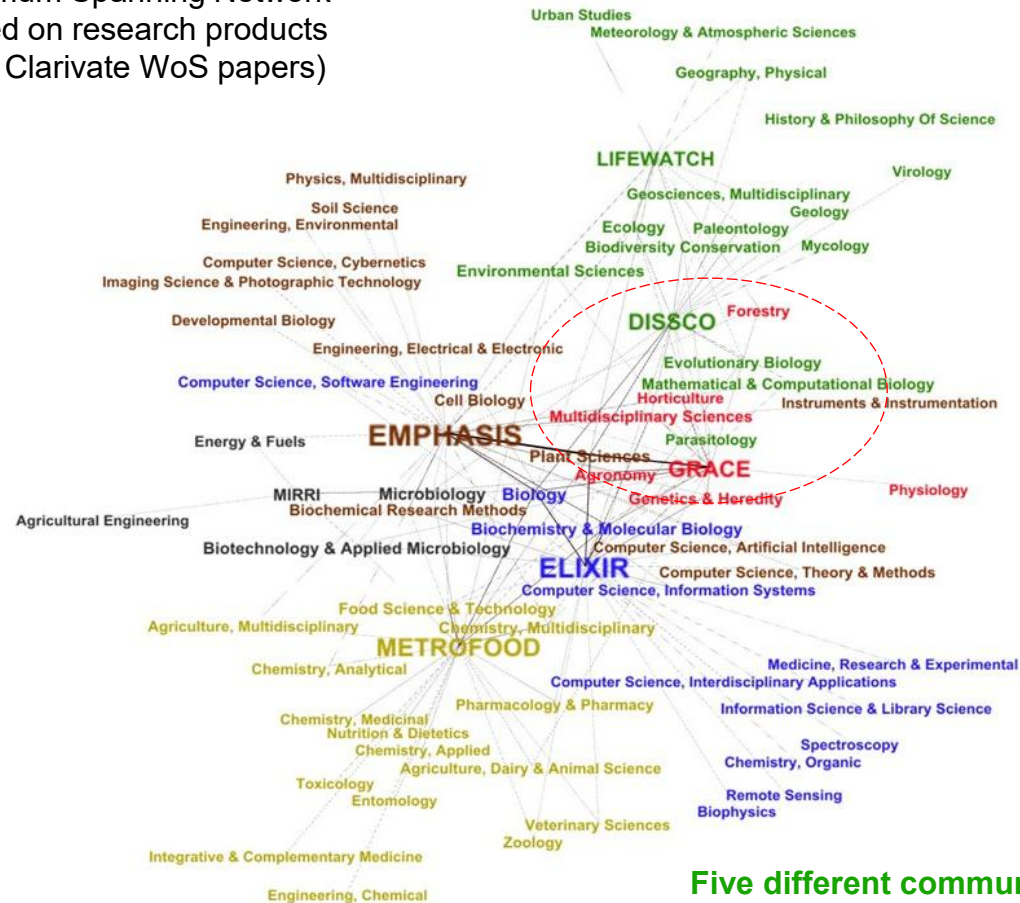 Spanning Network
ed on research products
Clarivate WoS papers)
Urban Studies
Meteorology & Atmospheric Sciences
Geography, Physical
History & Philosophy Of Science
LIFEWATCH
Virology
Physics, Multidisciplinary
Geosciences, Multidisciplinary
Soil Science
Geology
Engineering, Environmental
Ecology
Paleontology
Biodiversity Conservation
Mycology
Computer Science, Cybernetics
Environmental Sciences
Imaging Science & Photographic Technology
DISSCO
Forestry
Developmental Biology
Engineering, Electrical & Electronic
Evolutionary Biology
Computer Science, Software Engineering
Mathematical & Computational Biology
Cell Biology
Horticulture
Instruments & Instrumentation
Multidisciplinary Sciences
EMPHASIS
Energy & Fuels
Parasitology
Plant Sciences
GRACE
Agronomy
Physiology
MIRRI
Microbiology
Biology
Genetics & Heredity
Biochemical Research Methods
Agricultural Engineering
Biochemistry & Molecular Biology
Biotechnology & Applied Microbiology
Computer Science, Artificial Intelligence
ELIXIR
Computer Science, Theory & Methods
Computer Science, Information Systems
Food Science & Technology
Agriculture, Multidisciplinary
Chemistry, Multidisciplinary
METROFOOD
Chemistry, Analytical
Medicine, Research & Experimental
Computer Science, Interdisciplinary Applications
Pharmacology & Pharmacy
Information Science & Library Science
Chemistry, Medicinal
Nutrition & Dietetics
Spectroscopy
Chemistry, Applied
Chemistry, Organic
Agriculture, Dairy & Animal Science
Toxicology
Remote Sensing
Entomology
Biophysics
Veterinary Sciences
Zoology
Integrative & Complementary Medicine
Five different commu
Engineering, Chemical